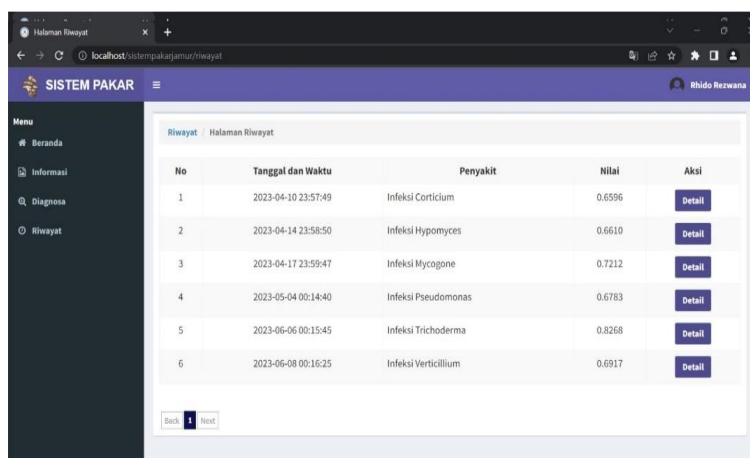 Halaman Riwayat
localhost/sistempakarjamur/riwayat
SISTEM PAKAR
Rhido Rezwana
Menu
Beranda
Informasi
Diagnosa
Riwayat
Riwayat / Halaman Riwayat
No Tanggal dan Waktu Penyakit Nilai Aksi
1 2023-04-10 23:57:49 Infeksi Corticium 0.6596 Detail
2 2023-04-14 23:58:50 Infeksi Hypomyces 0.6610 Detail
3 2023-04-17 23:59:47 Infeksi Mycogone 0.7212 Detail
4 2023-05-04 00:14:40 Infeksi Pseudomonas 0.6783 Detail
5 2023-06-06 00:15:45 Infeksi Trichoderma 0.8268 Detail
6 2023-06-08 00:16:25 Infeksi Verticillium 0.6917 Detail
Back 1 Next